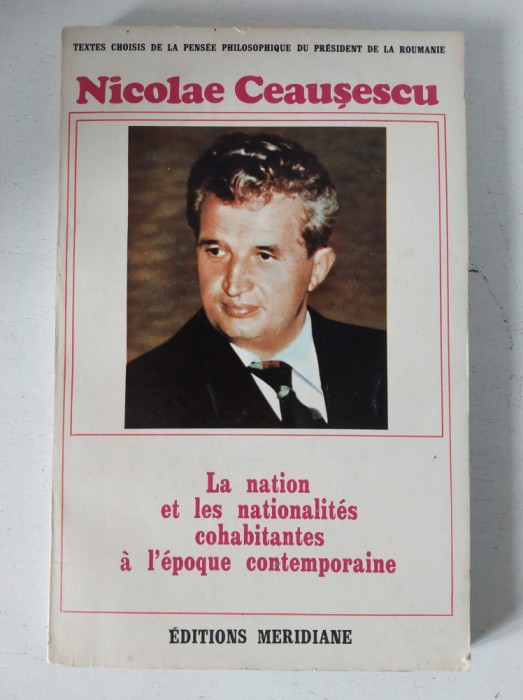 TEXTES CHOISIS DE LA PENSÉE PHILOSOPHIQUE DU PRÉSIDENT DE LA ROUMANIE
Nicolae Ceauşescu
La nation
et les nationalités
cohabitantes
à l'époque contemporaine
ÉDITIONS MERIDIANE